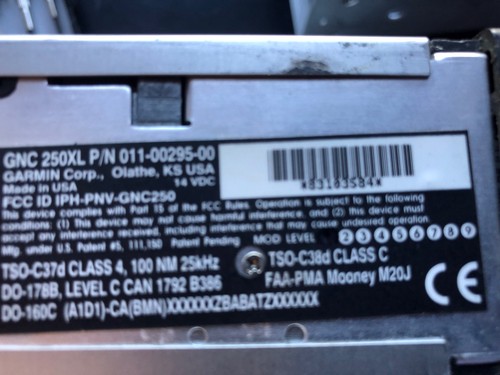 GNC 250XL P/N 011-00295-00
GARMIN Corp., Olathe, KS USA
Made in USA 14 VDC
*83103584*
FCC ID IPH-PNV-GNC250
This device complies with Part 15 of the FCC Rules. Operation is subject to the following
conditions: (1) This device may not cause harmful interference, and (2) this device must
accept any interference received, including interference that may cause undesired operation.
Mfg. under U.S. Patent #5, 111,150 Patent Pending MOD LEVEL 2 3 4 5 6 7 8 9
TSO-C37d CLASS 4, 100 NM 25kHz TSO-C38d CLASS C
DO-178B, LEVEL C CAN 1792 B386 FAA-PMA Mooney M20J
DO-160C (A1D1)-CA(BMN)XXXXXXZBABATZXXXXXX CE